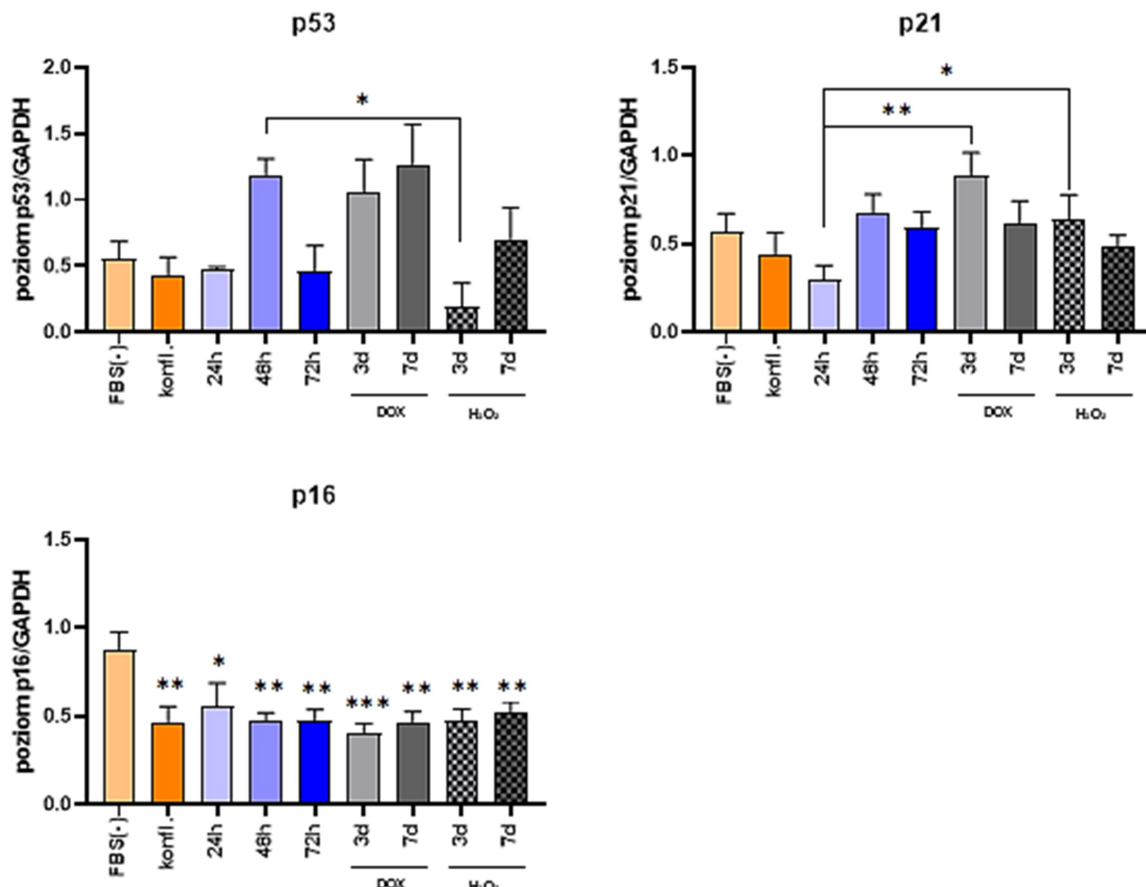 p53
poziom p53/GAPDH
2.0
1.5
1.0
0.5
0.0
*
FBS(-)
konfl.
24h
48h
72h
3d
7d
3d
7d
DOX
H₂O₂
p21
poziom p21/GAPDH
1.5
1.0
0.5
0.0
*
**
FBS(-)
konfl.
24h
48h
72h
3d
7d
3d
7d
DOX
H₂O₂
p16
poziom p16/GAPDH
1.5
1.0
0.5
0.0
** * ** ** *** ** ** **
FBS(-)
konfl.
24h
48h
72h
3d
7d
3d
7d
DOX
H₂O₂